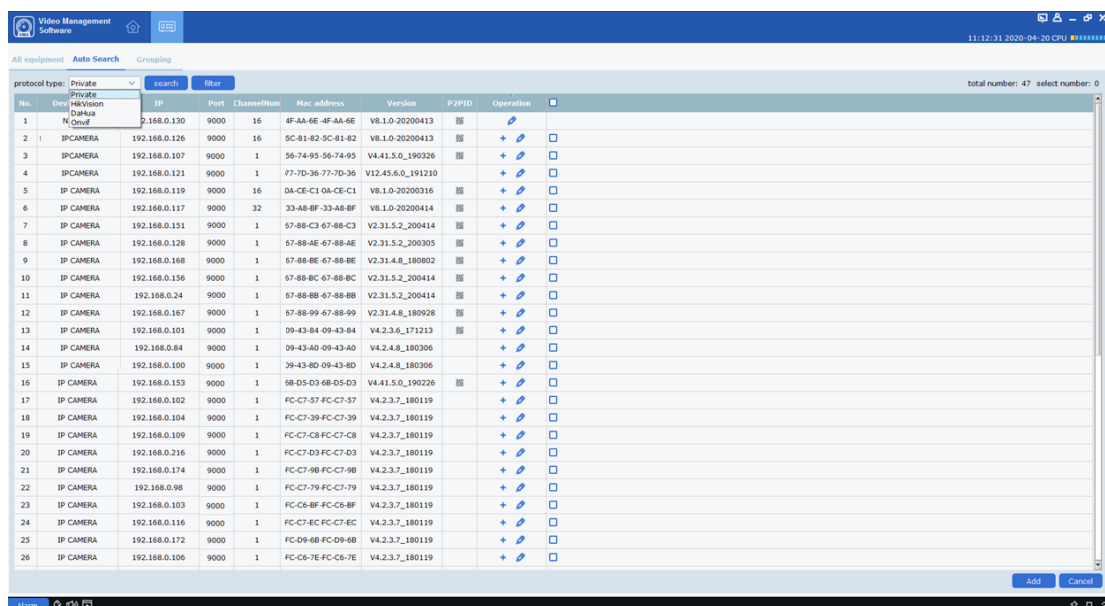 Video Management
Software
11:12:31 2020-04-20 CPU
All equipment Auto Search Grouping
protocol type: Private search filter total number: 47 select number: 0
Private
HikVision
DaHua
Onvif
No. Dev IP Port ChannelNum Mac address Version P2PID Operation
1 N 2.168.0.130 9000 16 4F-AA-6E-4F-AA-6E V8.1.0-20200413
2 IPCAMERA 192.168.0.126 9000 16 5C-81-82-5C-81-82 V8.1.0-20200413
3 IPCAMERA 192.168.0.107 9000 1 56-74-95-56-74-95 V4.41.5.0_190326
4 IPCAMERA 192.168.0.121 9000 1 77-7D-36-77-7D-36 V12.45.6.0_191210
5 IP CAMERA 192.168.0.119 9000 16 0A-CE-C1-0A-CE-C1 V8.1.0-20200316
6 IP CAMERA 192.168.0.117 9000 32 33-A8-BF-33-A8-BF V8.1.0-20200414
7 IP CAMERA 192.168.0.151 9000 1 67-88-C3-67-88-C3 V2.31.5.2_200414
8 IP CAMERA 192.168.0.128 9000 1 67-88-AE-67-88-AE V2.31.5.2_200305
9 IP CAMERA 192.168.0.168 9000 1 67-88-BE-67-88-BE V2.31.4.8_180802
10 IP CAMERA 192.168.0.156 9000 1 67-88-BC-67-88-BC V2.31.5.2_200414
11 IP CAMERA 192.168.0.24 9000 1 67-88-BB-67-88-BB V2.31.5.2_200414
12 IP CAMERA 192.168.0.167 9000 1 67-88-99-67-88-99 V2.31.4.8_180928
13 IP CAMERA 192.168.0.101 9000 1 09-43-84-09-43-84 V4.2.3.6_171213
14 IP CAMERA 192.168.0.84 9000 1 09-43-A0-09-43-A0 V4.2.4.8_180306
15 IP CAMERA 192.168.0.100 9000 1 09-43-8D-09-43-8D V4.2.4.8_180306
16 IP CAMERA 192.168.0.153 9000 1 6B-D5-D3-6B-D5-D3 V4.41.5.0_190226
17 IP CAMERA 192.168.0.102 9000 1 FC-C7-57-FC-C7-57 V4.2.3.7_180119
18 IP CAMERA 192.168.0.104 9000 1 FC-C7-39-FC-C7-39 V4.2.3.7_180119
19 IP CAMERA 192.168.0.109 9000 1 FC-C7-C8-FC-C7-C8 V4.2.3.7_180119
20 IP CAMERA 192.168.0.216 9000 1 FC-C7-D3-FC-C7-D3 V4.2.3.7_180119
21 IP CAMERA 192.168.0.174 9000 1 FC-C7-9B-FC-C7-9B V4.2.3.7_180119
22 IP CAMERA 192.168.0.98 9000 1 FC-C7-79-FC-C7-79 V4.2.3.7_180119
23 IP CAMERA 192.168.0.103 9000 1 FC-C6-BF-FC-C6-BF V4.2.3.7_180119
24 IP CAMERA 192.168.0.116 9000 1 FC-C7-EC-FC-C7-EC V4.2.3.7_180119
25 IP CAMERA 192.168.0.172 9000 1 FC-D9-6B-FC-D9-6B V4.2.3.7_180119
26 IP CAMERA 192.168.0.106 9000 1 FC-C6-7E-FC-C6-7E V4.2.3.7_180119
Add Cancel
Alarm